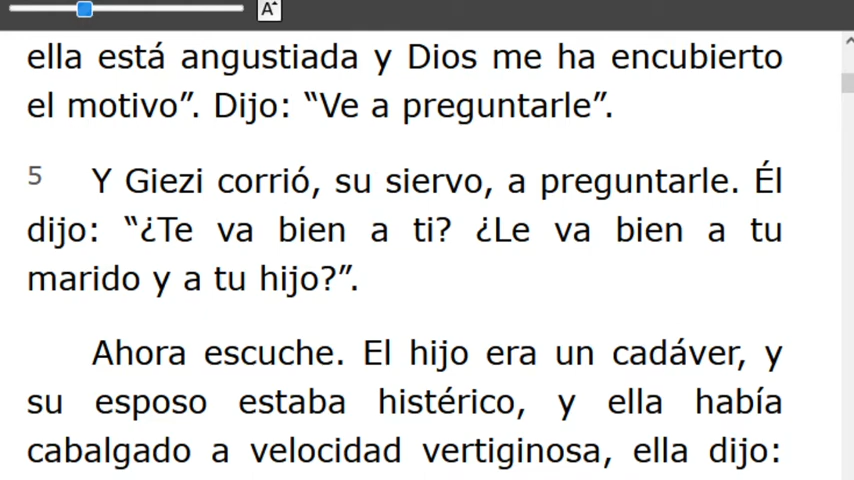 A
ella está angustiada y Dios me ha encubierto
el motivo”. Dijo: “Ve a preguntarle”.
5 Y Giezi corrió, su siervo, a preguntarle. Él
dijo: “¿Te va bien a ti? ¿Le va bien a tu
marido y a tu hijo?”.
Ahora escuche. El hijo era un cadáver, y
su esposo estaba histérico, y ella había
cabalgado a velocidad vertiginosa, ella dijo: